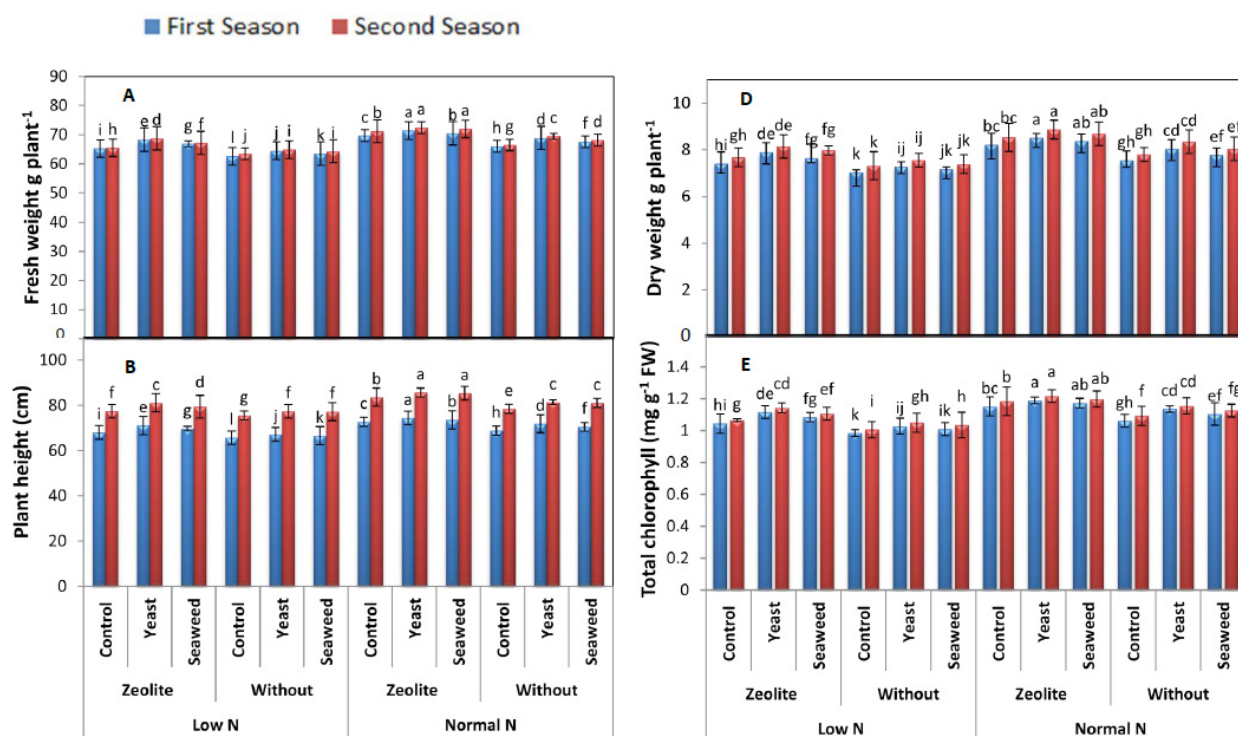 First Season Second Season
A
Fresh weight g plant-1
90
80
70
60
50
40
30
20
10
0
i h e d g f l j j i k j c b a a b a h g d c f d
B
Plant height (cm)
100
80
60
40
20
0
i f e c g d l g j f k f c b a a b a h e d c f c
Control Yeast Seaweed Control Yeast Seaweed Control Yeast Seaweed Control Yeast Seaweed
Zeolite Without Zeolite Without
Low N Normal N
D
Dry weight g plant-1
10
8
6
4
2
0
hi gh de de fg fg k k ij ij jk jk bc bc a a ab ab gh gh cd cd ef ef
E
Total chlorophyll (mg g-1 FW)
1.4
1.2
1
0.8
0.6
0.4
0.2
0
hi g de cd fg ef k i ij gh ik h bc b a a ab ab gh f cd cd ef fg
Control Yeast Seaweed Control Yeast Seaweed Control Yeast Seaweed Control Yeast Seaweed
Zeolite Without Zeolite Without
Low N Normal N